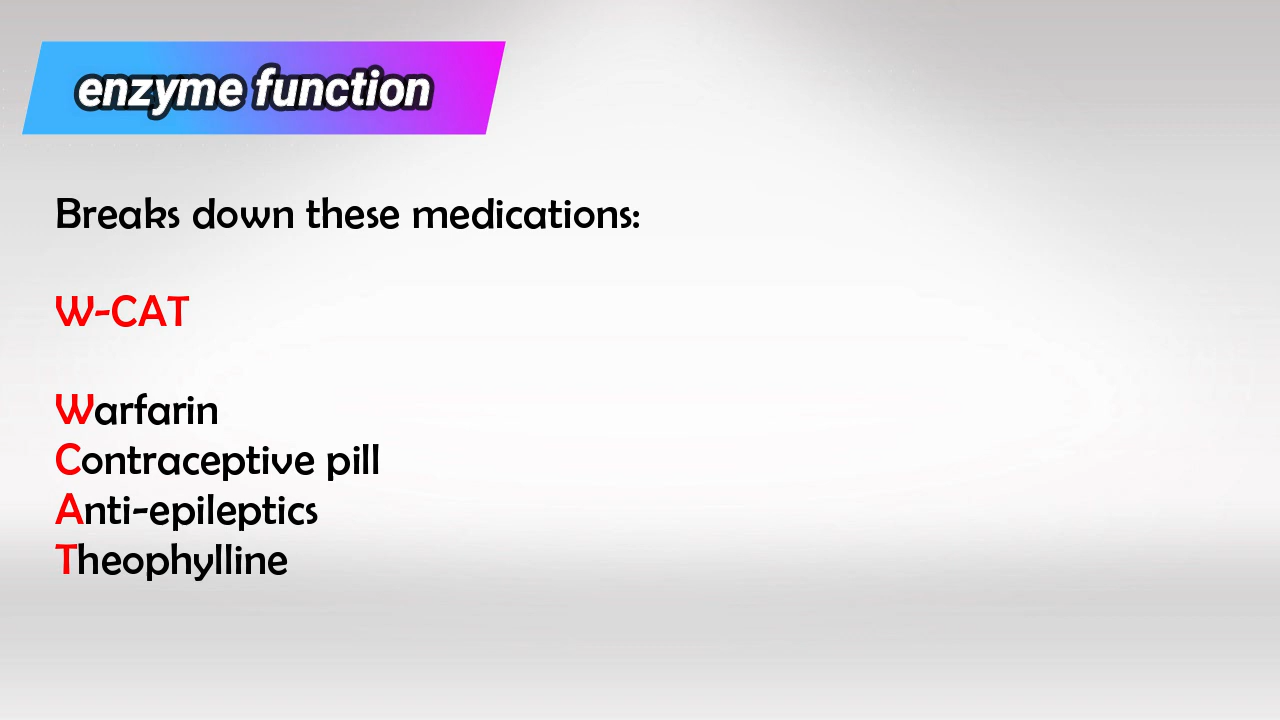 enzyme function
Breaks down these medications:
W-CAT
Warfarin
Contraceptive pill
Anti-epileptics
Theophylline